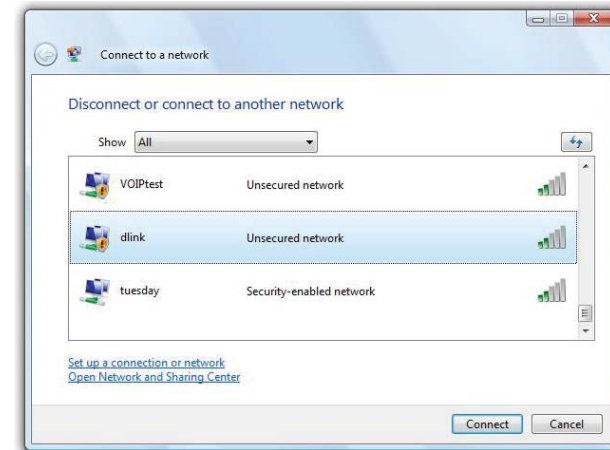 Connect to a network
Disconnect or connect to another network
Show All
VOIPtest Unsecured network
dlink Unsecured network
tuesday Security-enabled network
Set up a connection or network
Open Network and Sharing Center
Connect Cancel